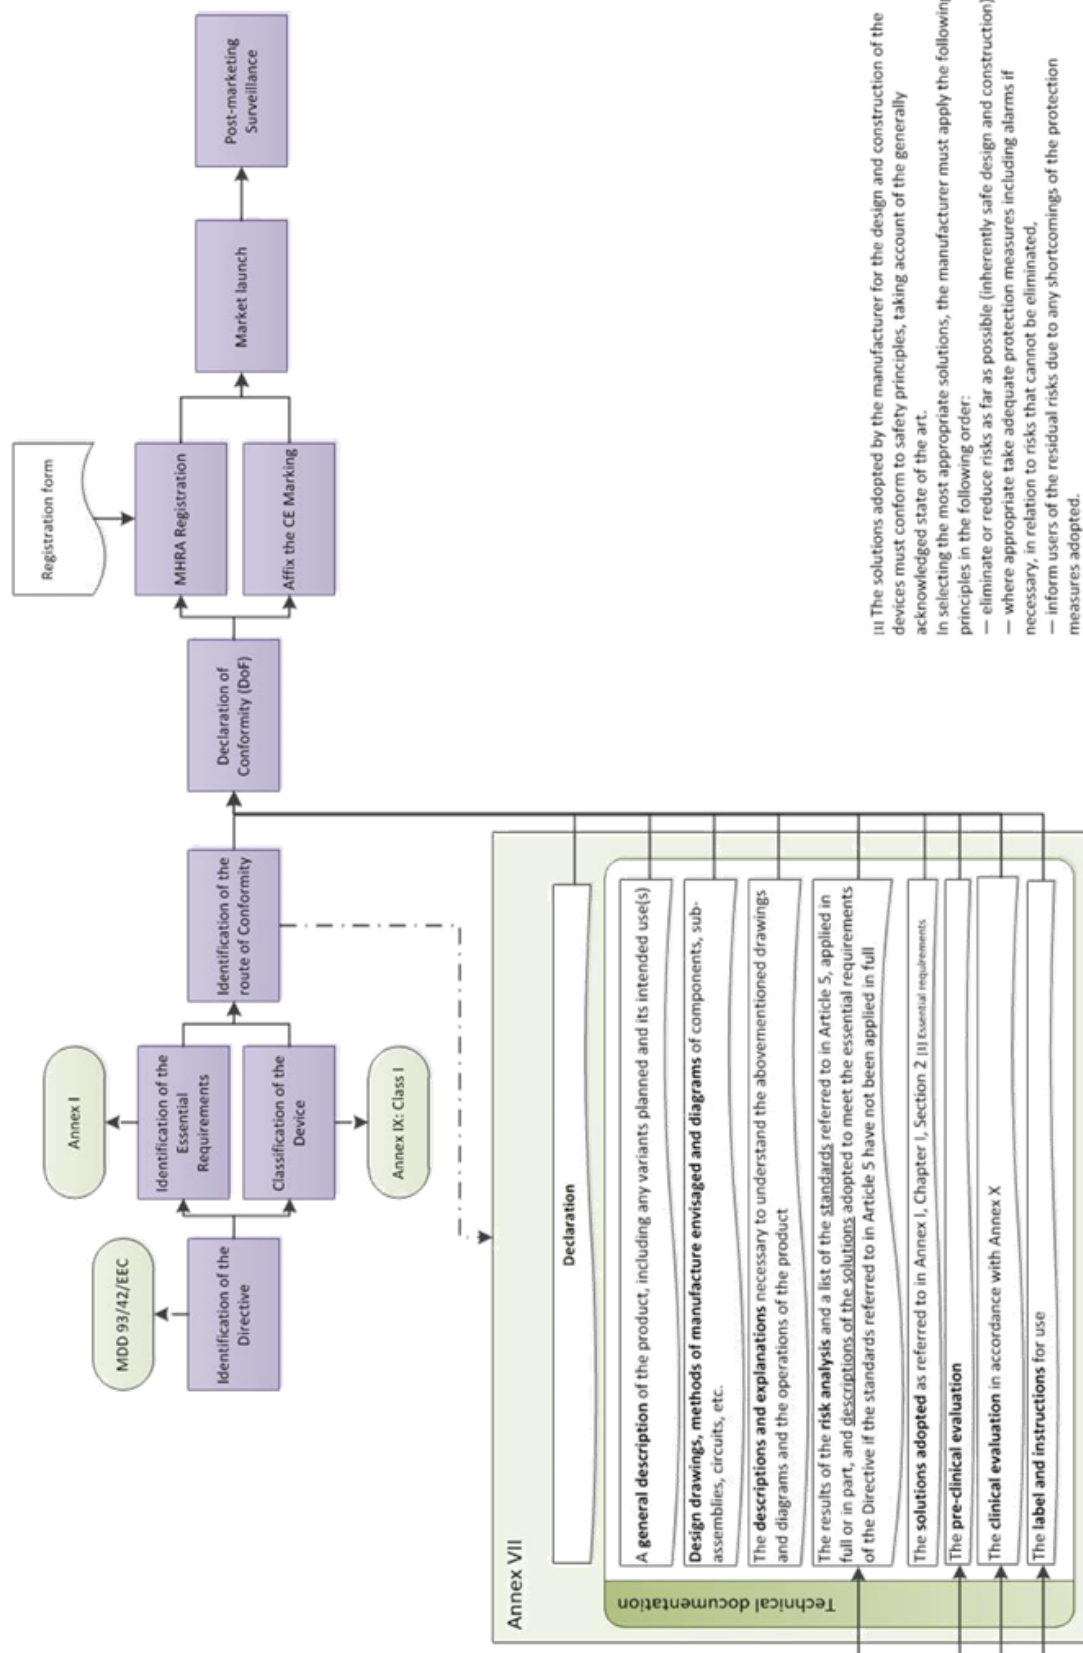 MDD 93/42/EEC
Identification of the
Directive
Annex I
Identification of the
Essential
Requirements
Classification of the
Device
Annex IX: Class I
Identification of the
route of Conformity
Declaration of
Conformity (DoF)
Registration form
MHRA Registration
Affix the CE Marking
Market launch
Post-marketing
Surveillance
Annex VII
Declaration
Technical documentation
A general description of the product, including any variants planned and its intended use(s)
Design drawings, methods of manufacture envisaged and diagrams of components, sub-
assemblies, circuits, etc.
The descriptions and explanations necessary to understand the abovementioned drawings
and diagrams and the operations of the product
The results of the risk analysis and a list of the standards referred to in Article 5, applied in
full or in part, and descriptions of the solutions adopted to meet the essential requirements
of the Directive if the standards referred to in Article 5 have not been applied in full
The solutions adopted as referred to in Annex I, Chapter I, Section 2 [1] Essential requirements
The pre-clinical evaluation
The clinical evaluation in accordance with Annex X
The label and instructions for use
[1] The solutions adopted by the manufacturer for the design and construction of the
devices must conform to safety principles, taking account of the generally
acknowledged state of the art.
In selecting the most appropriate solutions, the manufacturer must apply the following
principles in the following order:
— eliminate or reduce risks as far as possible (inherently safe design and construction)
— where appropriate take adequate protection measures including alarms if
necessary, in relation to risks that cannot be eliminated,
— inform users of the residual risks due to any shortcomings of the protection
measures adopted.